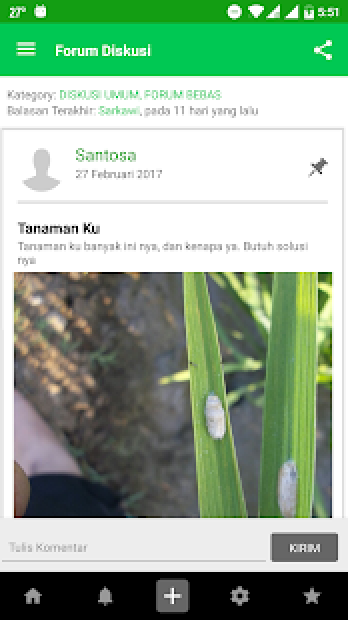 27°
5:51
Forum Diskusi
Kategory: DISKUSI UMUM, FORUM BEBAS
Balasan Terakhir: Sarkawi, pada 11 hari yang lalu
Santosa
27 Februari 2017
Tanaman Ku
Tanaman ku banyak ini nya, dan kenapa ya. Butuh solusi
nya
Tulis Komentar
KIRIM